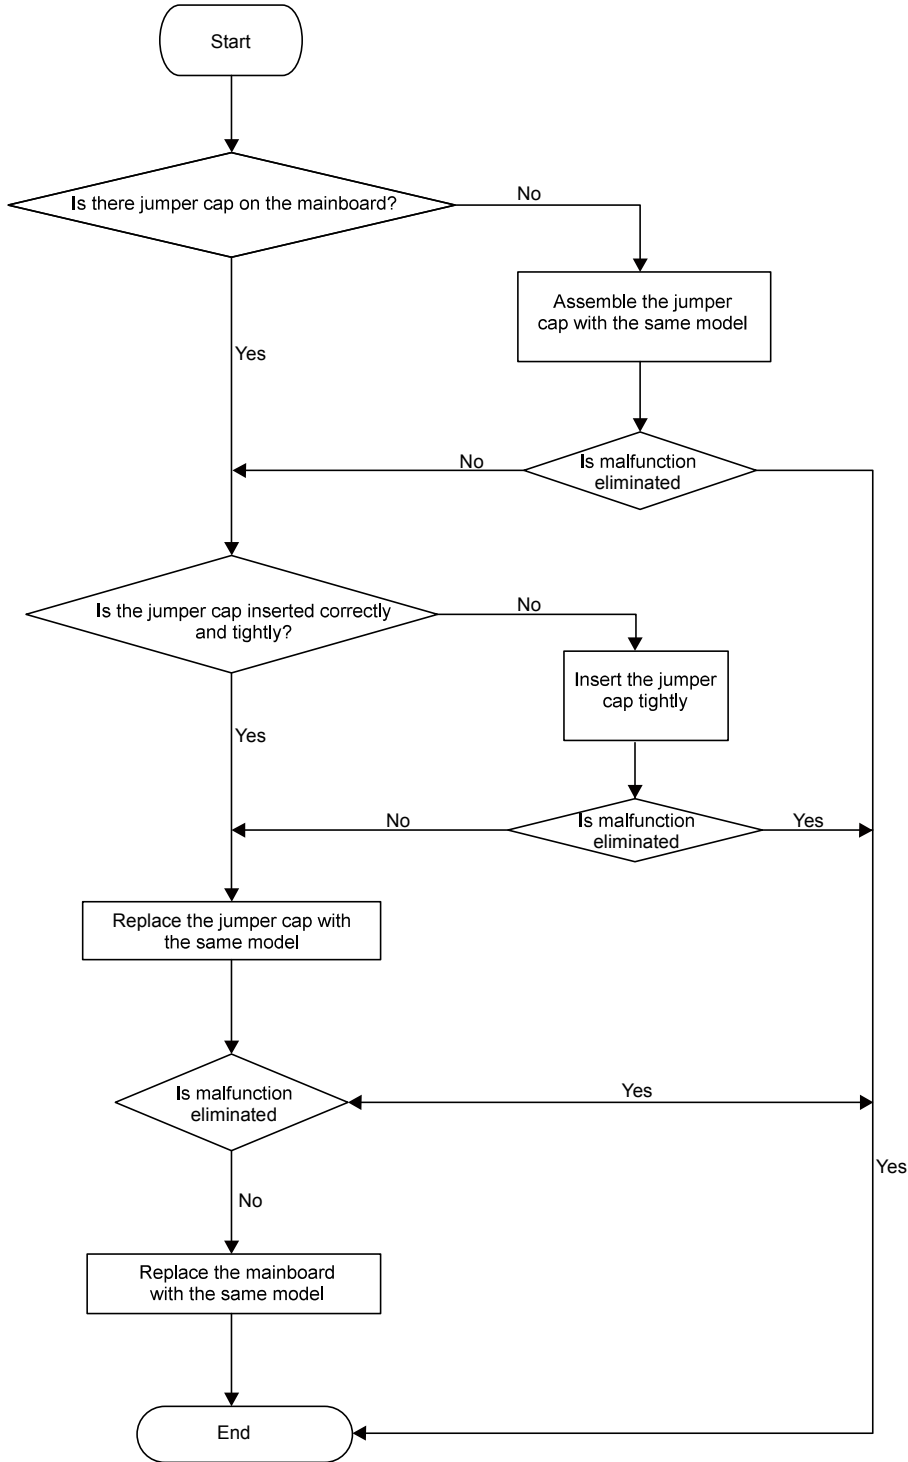 Start
Is there jumper cap on the mainboard?
No
Assemble the jumper
cap with the same model
Yes
No
Is malfunction
eliminated
Is the jumper cap inserted correctly
and tightly?
No
Insert the jumper
cap tightly
Yes
No
Is malfunction
eliminated
Yes
Replace the jumper cap with
the same model
Is malfunction
eliminated
Yes
Yes
No
Replace the mainboard
with the same model
End